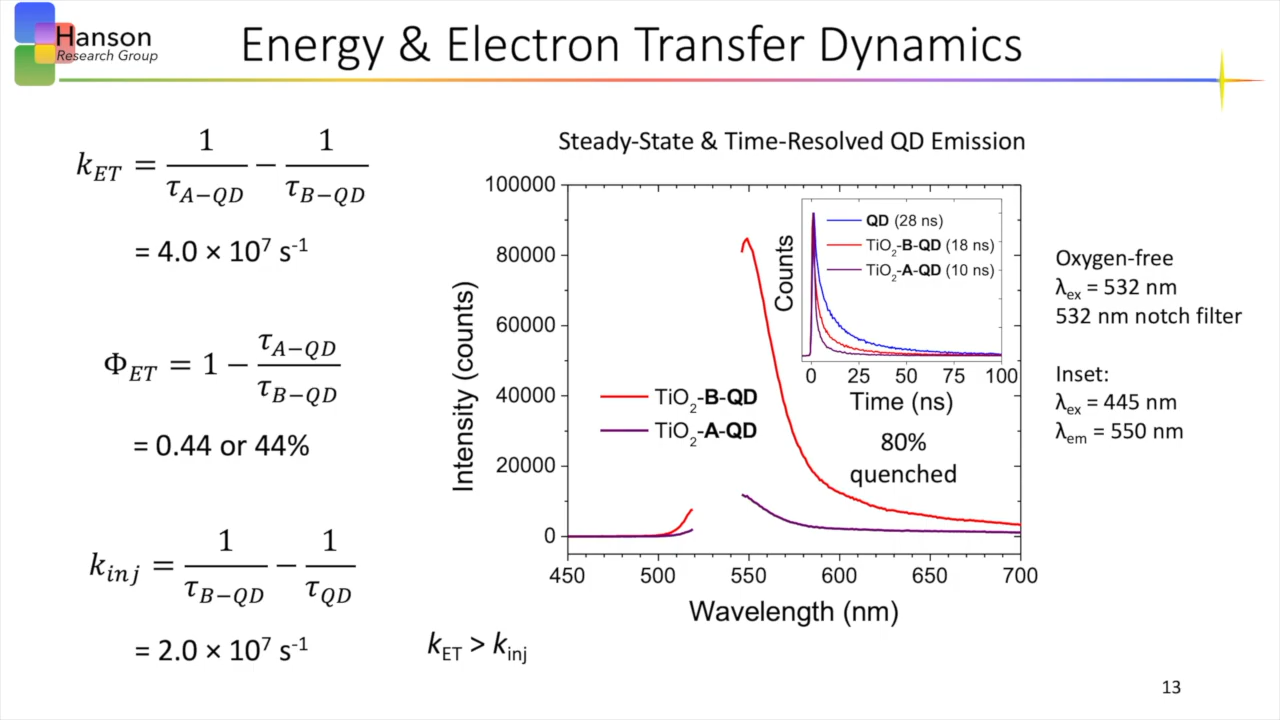 Hanson
Research Group
Energy & Electron Transfer Dynamics
k_ET = 1/τ_A−QD − 1/τ_B−QD
= 4.0 × 10⁷ s⁻¹
Φ_ET = 1 − τ_A−QD/τ_B−QD
= 0.44 or 44%
k_inj = 1/τ_B−QD − 1/τ_QD
= 2.0 × 10⁷ s⁻¹
k_ET > k_inj
Steady-State & Time-Resolved QD Emission
Intensity (counts)
100000
80000
60000
40000
20000
0
450 500 550 600 650 700
Wavelength (nm)
TiO₂-B-QD
TiO₂-A-QD
Counts
QD (28 ns)
TiO₂-B-QD (18 ns)
TiO₂-A-QD (10 ns)
0 25 50 75 100
Time (ns)
80%
quenched
Oxygen-free
λex = 532 nm
532 nm notch filter
Inset:
λex = 445 nm
λem = 550 nm
13